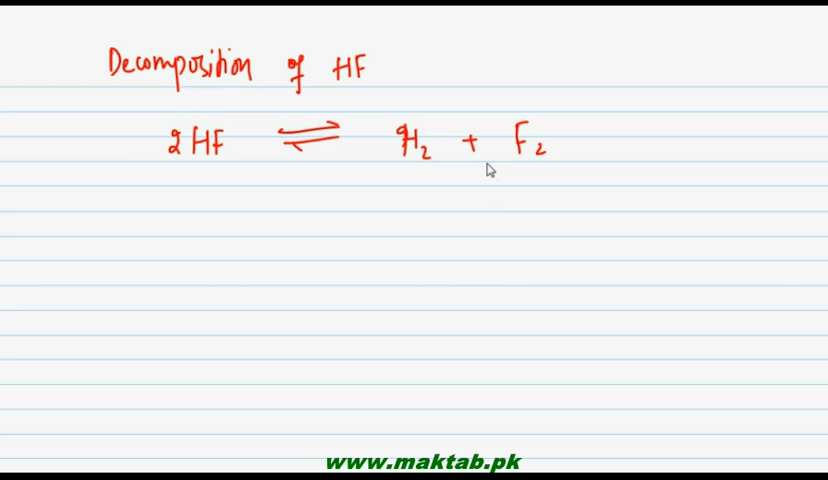 Decomposition of HF
2HF ⇌ H₂ + F₂
www.maktab.pk